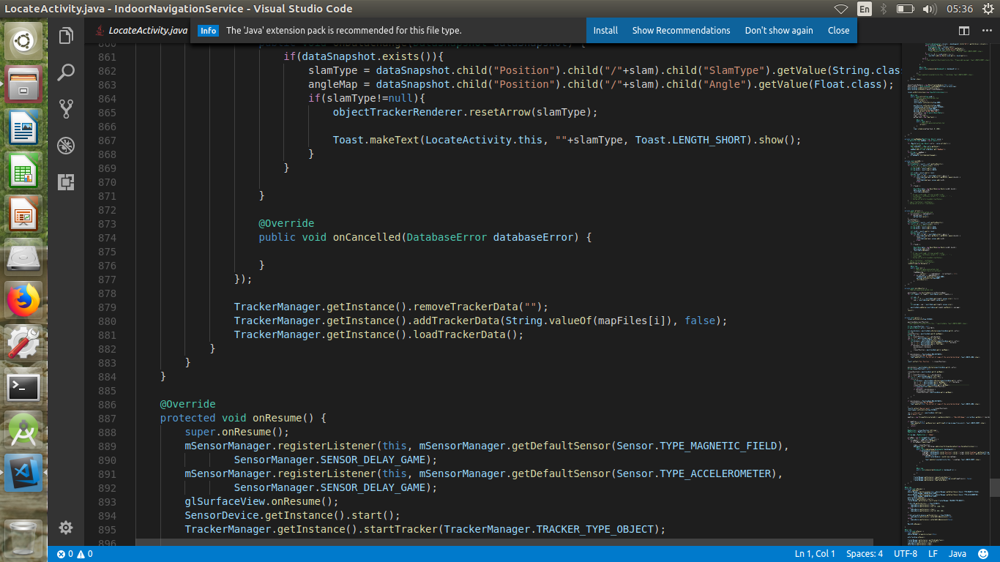 LocateActivity.java - IndoorNavigationService - Visual Studio Code
En
05:36
LocateActivity.java
Info
The 'Java' extension pack is recommended for this file type.
Install
Show Recommendations
Don't show again
Close
860 public void onDataChange(DataSnapshot dataSnapshot) {
861 if(dataSnapshot.exists()){
862 slamType = dataSnapshot.child("Position").child("/"+slam).child("SlamType").getValue(String.clas
863 angleMap = dataSnapshot.child("Position").child("/"+slam).child("Angle").getValue(Float.class);
864 if(slamType!=null){
865 objectTrackerRenderer.resetArrow(slamType);
866
867 Toast.makeText(LocateActivity.this, ""+slamType, Toast.LENGTH_SHORT).show();
868 }
869 }
870
871 }
872
873 @Override
874 public void onCancelled(DatabaseError databaseError) {
875
876 }
877 });
878
879 TrackerManager.getInstance().removeTrackerData("");
880 TrackerManager.getInstance().addTrackerData(String.valueOf(mapFiles[i]), false);
881 TrackerManager.getInstance().loadTrackerData();
882 }
883 }
884 }
885
886 @Override
887 protected void onResume() {
888 super.onResume();
889 mSensorManager.registerListener(this, mSensorManager.getDefaultSensor(Sensor.TYPE_MAGNETIC_FIELD),
890 SensorManager.SENSOR_DELAY_GAME);
891 mSensorManager.registerListener(this, mSensorManager.getDefaultSensor(Sensor.TYPE_ACCELEROMETER),
892 SensorManager.SENSOR_DELAY_GAME);
893 glSurfaceView.onResume();
894 SensorDevice.getInstance().start();
895 TrackerManager.getInstance().startTracker(TrackerManager.TRACKER_TYPE_OBJECT);
896
0 0
Ln 1, Col 1
Spaces: 4
UTF-8
LF
Java